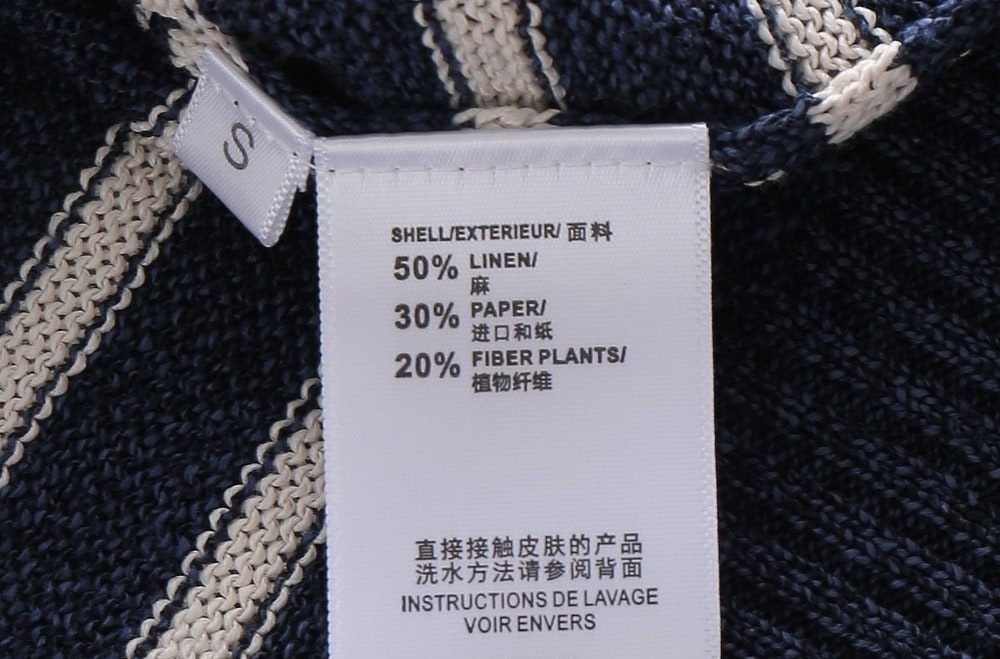 S
SHELL/EXTERIEUR/ 面料
50% LINEN/
麻
30% PAPER/
进口和纸
20% FIBER PLANTS/
植物纤维
直接接触皮肤的产品
洗水方法请参阅背面
INSTRUCTIONS DE LAVAGE
VOIR ENVERS